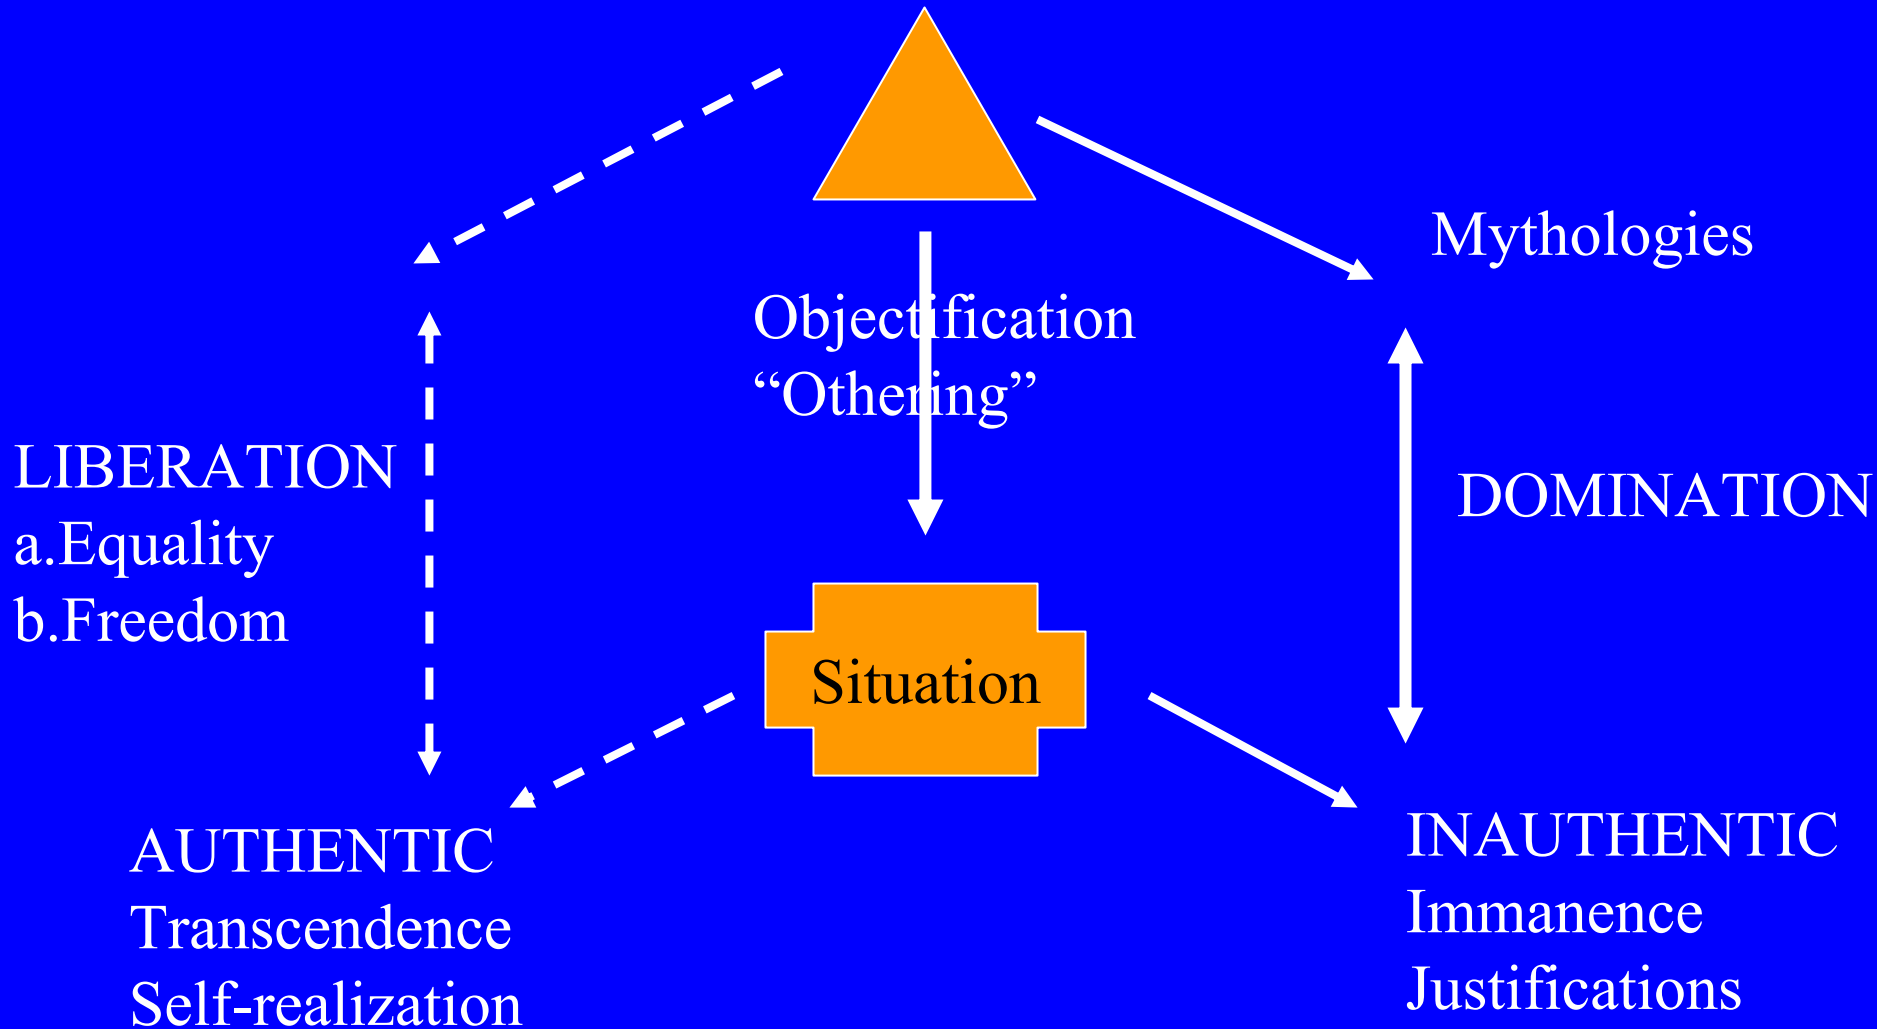 Mythologies
Objectification
“Othering”
LIBERATION
a.Equality
b.Freedom
DOMINATION
Situation
AUTHENTIC
Transcendence
Self-realization
INAUTHENTIC
Immanence
Justifications